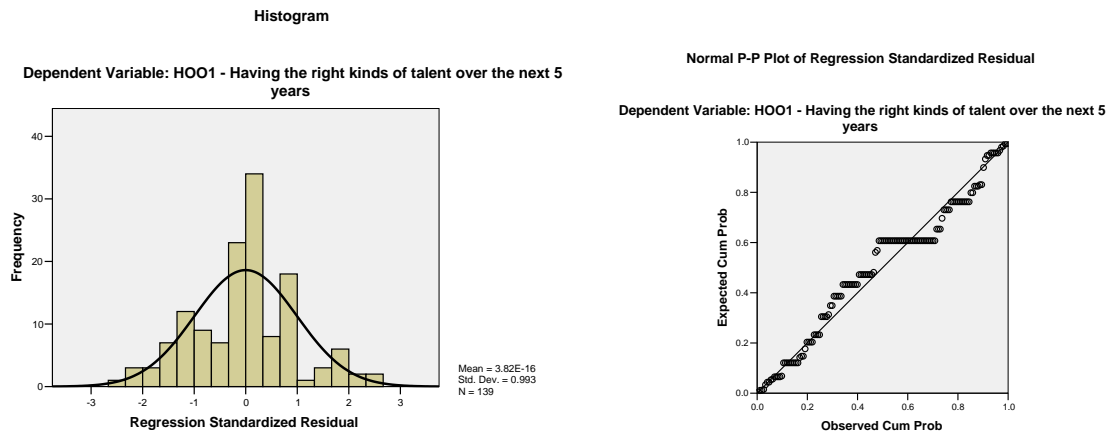 Histogram
Dependent Variable: HOO1 - Having the right kinds of talent over the next 5
years
40
30
20
10
0
Frequency
-3
-2
-1
0
1
2
3
Regression Standardized Residual
Mean = 3.82E-16
Std. Dev. = 0.993
N = 139
Normal P-P Plot of Regression Standardized Residual
Dependent Variable: HOO1 - Having the right kinds of talent over the next 5
years
1.0
0.8
0.6
0.4
0.2
0.0
Expected Cum Prob
0.0
0.2
0.4
0.6
0.8
1.0
Observed Cum Prob